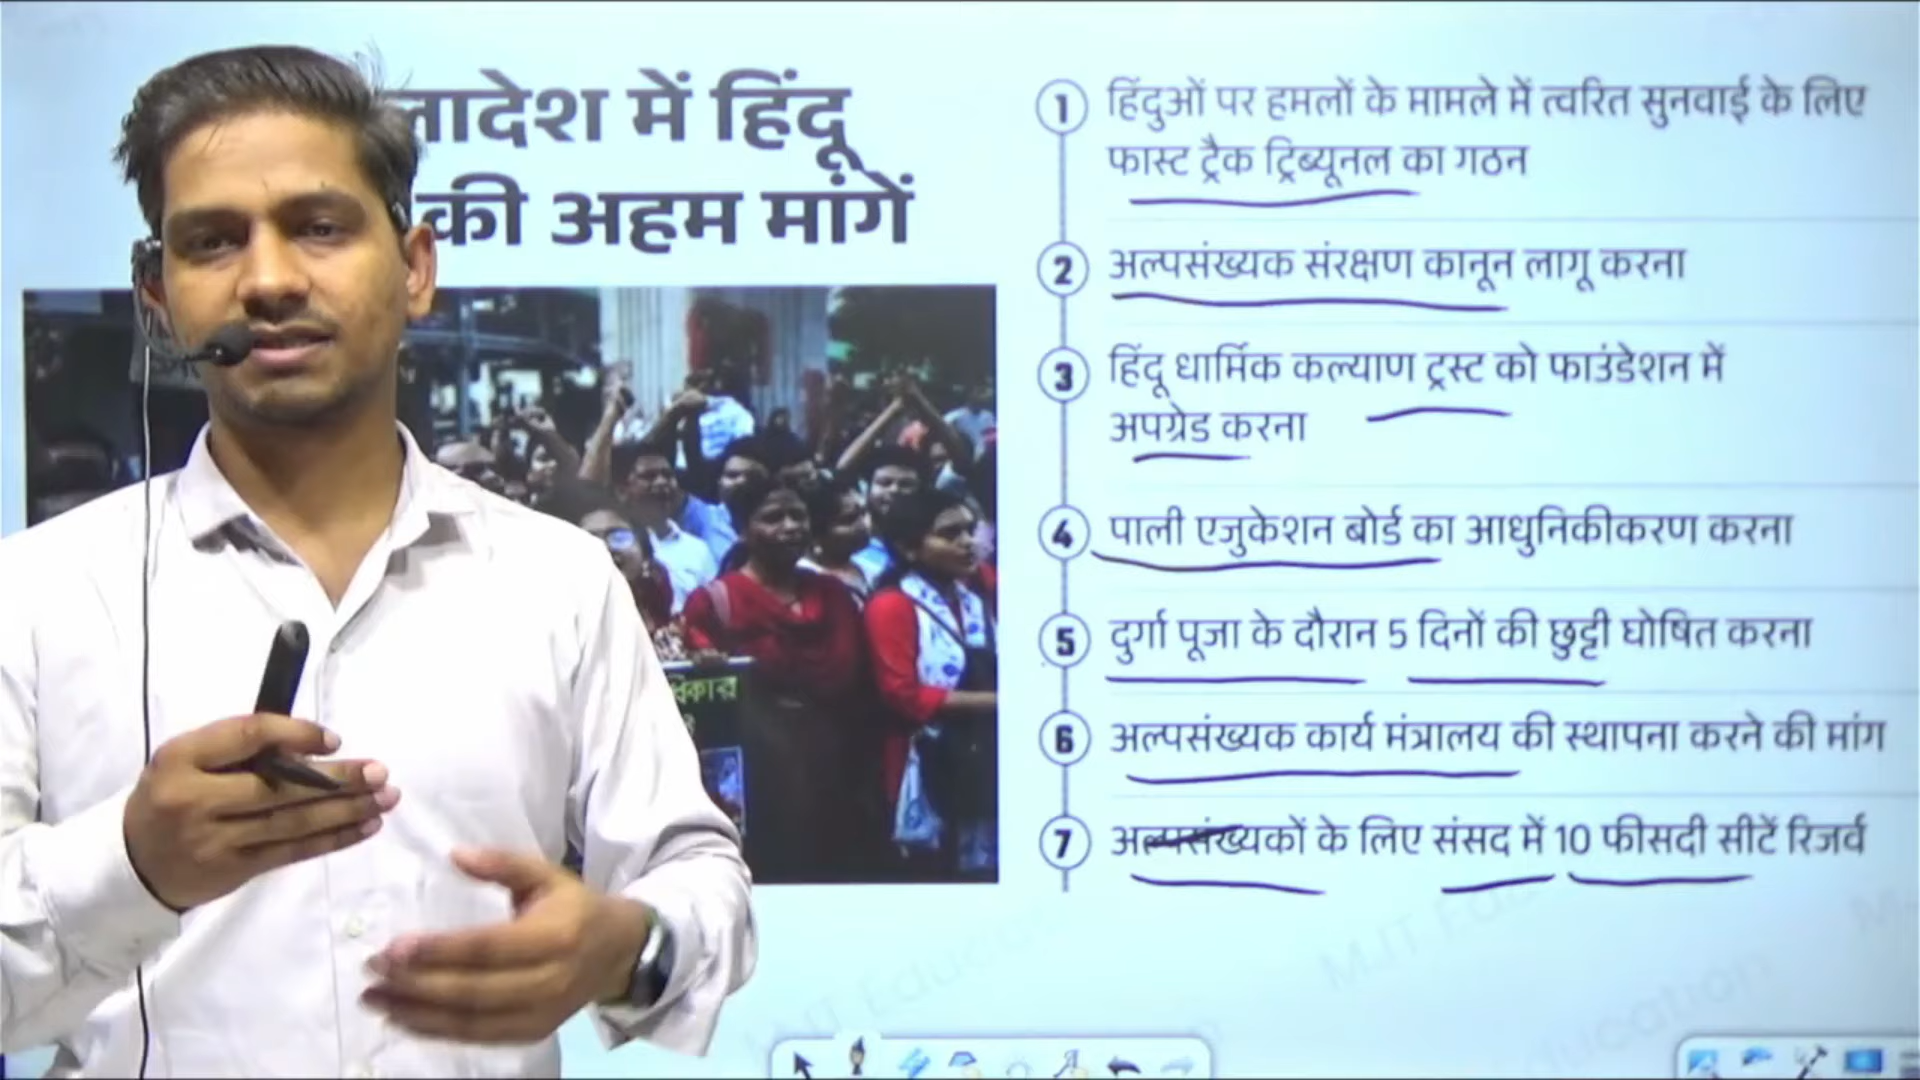 लादेश में हिंदू
की अहम मांगें
1 हिंदुओं पर हमलों के मामले में त्वरित सुनवाई के लिए
फास्ट ट्रैक ट्रिब्यूनल का गठन
2 अल्पसंख्यक संरक्षण कानून लागू करना
3 हिंदू धार्मिक कल्याण ट्रस्ट को फाउंडेशन में
अपग्रेड करना
4 पाली एजुकेशन बोर्ड का आधुनिकीकरण करना
5 दुर्गा पूजा के दौरान 5 दिनों की छुट्टी घोषित करना
6 अल्पसंख्यक कार्य मंत्रालय की स्थापना करने की मांग
7 अल्पसंख्यकों के लिए संसद में 10 फीसदी सीटें रिजर्व
MJT Education